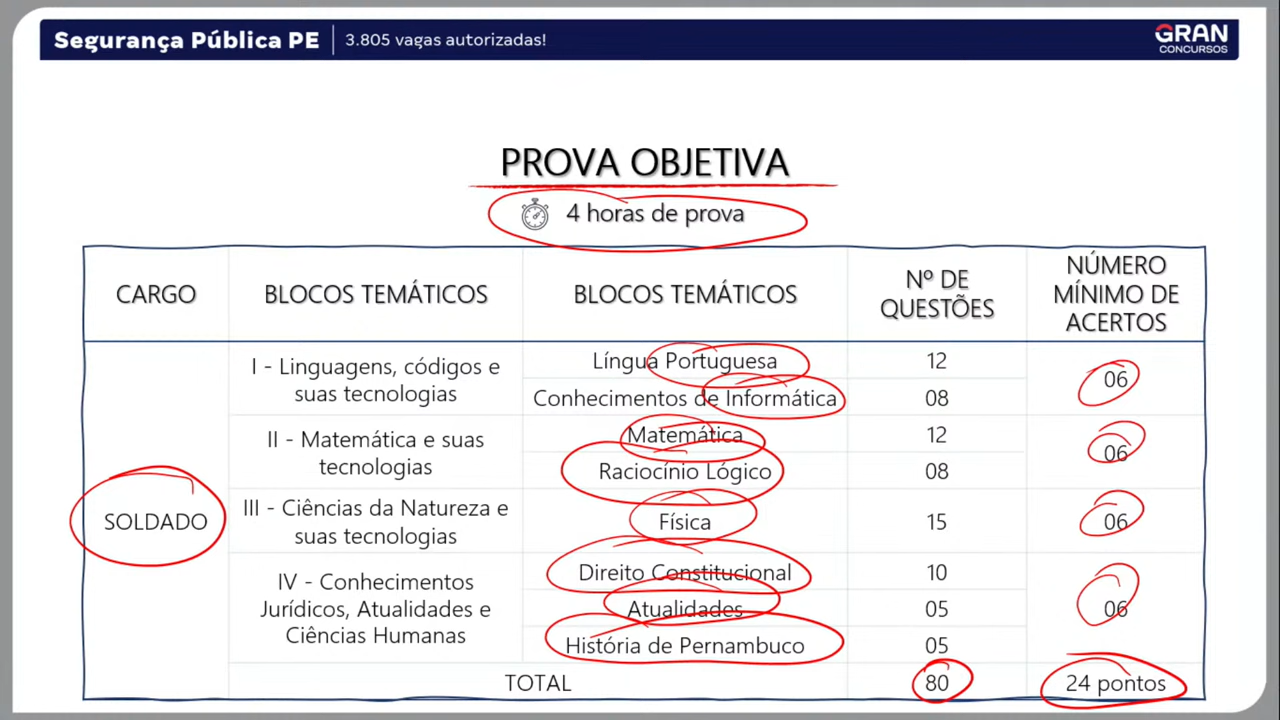 Segurança Pública PE
3.805 vagas autorizadas!
GRAN
CONCURSOS
PROVA OBJETIVA
4 horas de prova
CARGO
BLOCOS TEMÁTICOS
BLOCOS TEMÁTICOS
Nº DE
QUESTÕES
NÚMERO
MÍNIMO DE
ACERTOS
SOLDADO
I - Linguagens, códigos e
suas tecnologias
Língua Portuguesa
12
Conhecimentos de Informática
08
06
II - Matemática e suas
tecnologias
Matemática
12
Raciocínio Lógico
08
06
III - Ciências da Natureza e
suas tecnologias
Física
15
06
IV - Conhecimentos
Jurídicos, Atualidades e
Ciências Humanas
Direito Constitucional
10
Atualidades
05
História de Pernambuco
05
06
TOTAL
80
24 pontos